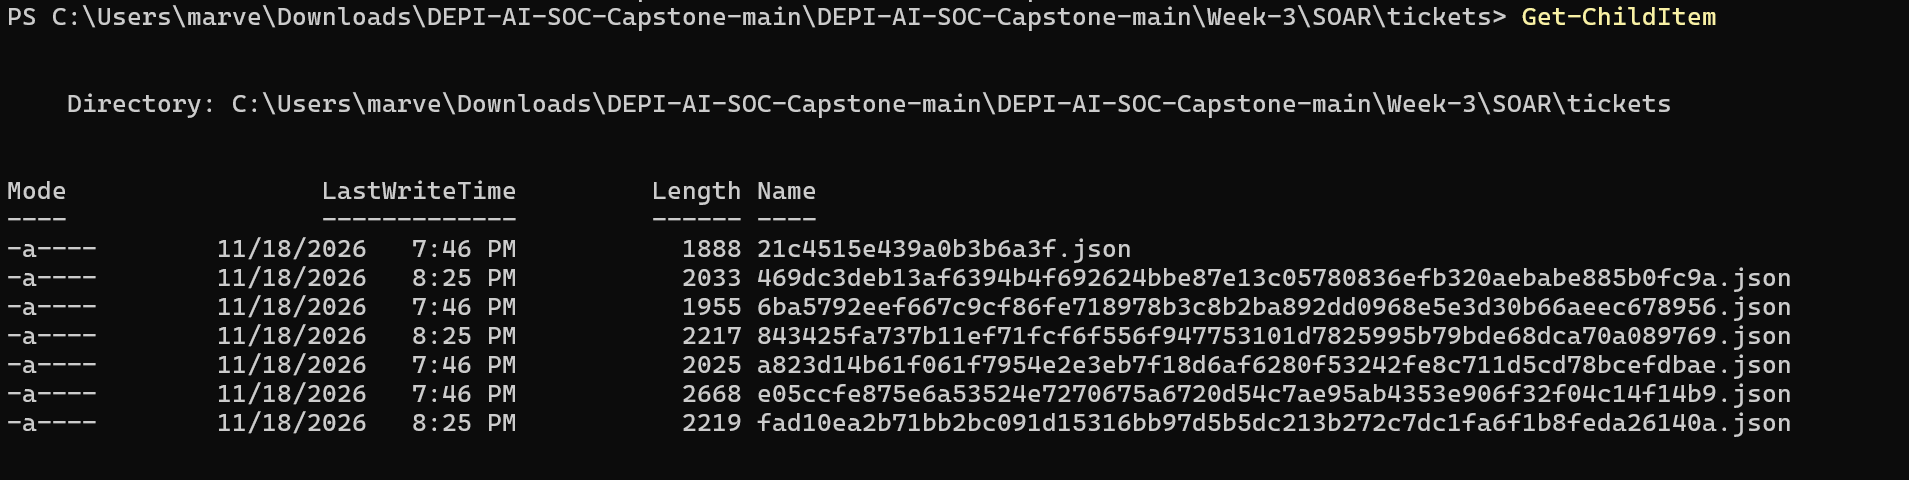 PS C:\Users\marve\Downloads\DEPI-AI-SOC-Capstone-main\DEPI-AI-SOC-Capstone-main\Week-3\SOAR\tickets> Get-ChildItem
Directory: C:\Users\marve\Downloads\DEPI-AI-SOC-Capstone-main\DEPI-AI-SOC-Capstone-main\Week-3\SOAR\tickets
Mode LastWriteTime Length Name
---- ------------- ------ ----
-a---- 11/18/2026 7:46 PM 1888 21c4515e439a0b3b6a3f.json
-a---- 11/18/2026 8:25 PM 2033 469dc3deb13af6394b4f692624bbe87e13c05780836efb320aebabe885b0fc9a.json
-a---- 11/18/2026 7:46 PM 1955 6ba5792eef667c9cf86fe718978b3c8b2ba892dd0968e5e3d30b66aeec678956.json
-a---- 11/18/2026 8:25 PM 2217 843425fa737b11ef71fcf6f556f947753101d7825995b79bde68dca70a089769.json
-a---- 11/18/2026 7:46 PM 2025 a823d14b61f061f7954e2e3eb7f18d6af6280f53242fe8c711d5cd78bcefdbae.json
-a---- 11/18/2026 7:46 PM 2668 e05ccfe875e6a53524e7270675a6720d54c7ae95ab4353e906f32f04c14f14b9.json
-a---- 11/18/2026 8:25 PM 2219 fad10ea2b71bb2bc091d15316bb97d5b5dc213b272c7dc1fa6f1b8feda26140a.json